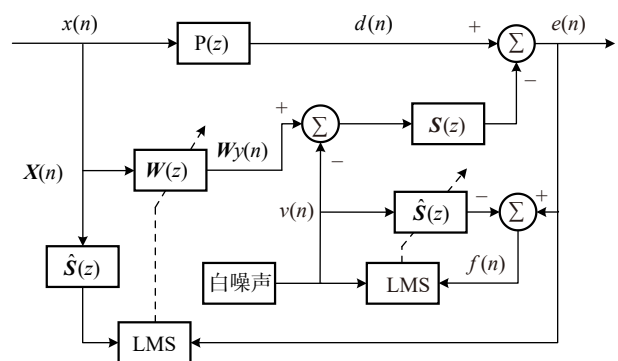 x(n)
P(z)
d(n)
+
Σ
e(n)
−
+
Σ
S(z)
Wy(n)
X(n)
W(z)
−
v(n)
Ŝ(z)
−
Σ
+
Ŝ(z)
白噪声
LMS
f(n)
LMS